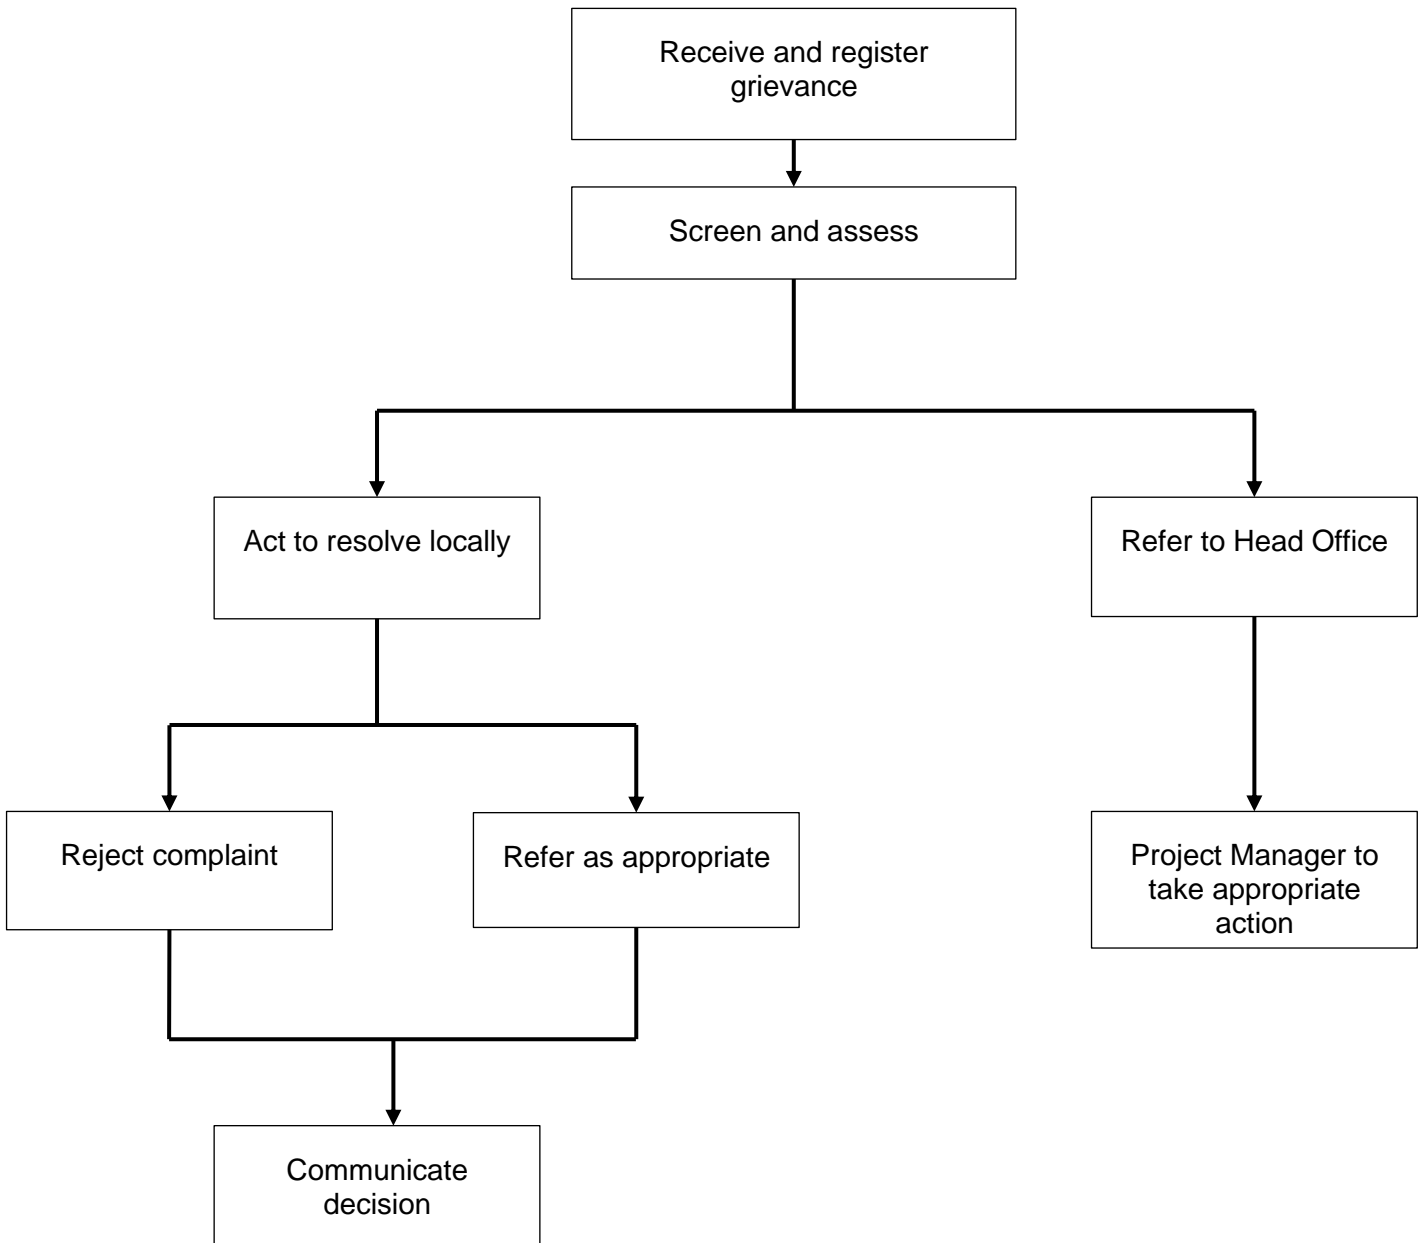 Receive and register
grievance
Screen and assess
Act to resolve locally
Refer to Head Office
Reject complaint
Refer as appropriate
Project Manager to
take appropriate
action
Communicate
decision